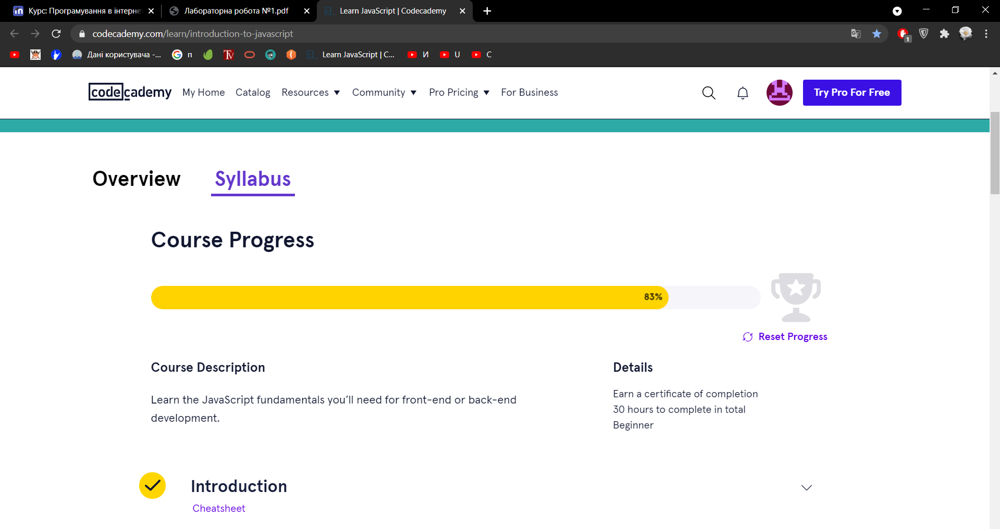 Курс: Програмування в інтерне
Лабораторна робота №1.pdf
Learn JavaScript | Codecademy
codecademy.com/learn/introduction-to-javascript
1
Дані користувача -...
п
Learn JavaScript | C...
И
U
С
codecademy
My Home
Catalog
Resources
Community
Pro Pricing
For Business
Try Pro For Free
Overview
Syllabus
Course Progress
83%
Reset Progress
Course Description
Learn the JavaScript fundamentals you’ll need for front-end or back-end
development.
Details
Earn a certificate of completion
30 hours to complete in total
Beginner
Introduction
Cheatsheet